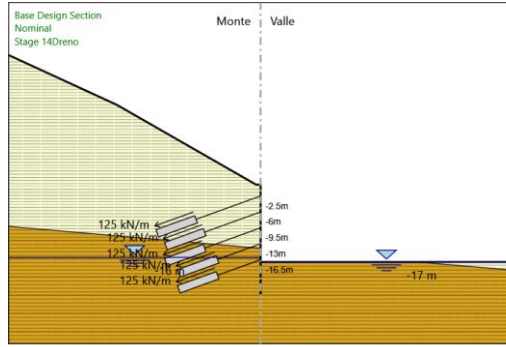 Base Design Section
Nominal
Stage 14Dreno
Monte
Valle
-2.5m
125 kN/m
-6m
125 kN/m
-9.5m
125 kN/m
-13m
125 kN/m
-16 m
-16.5m
125 kN/m
-17 m